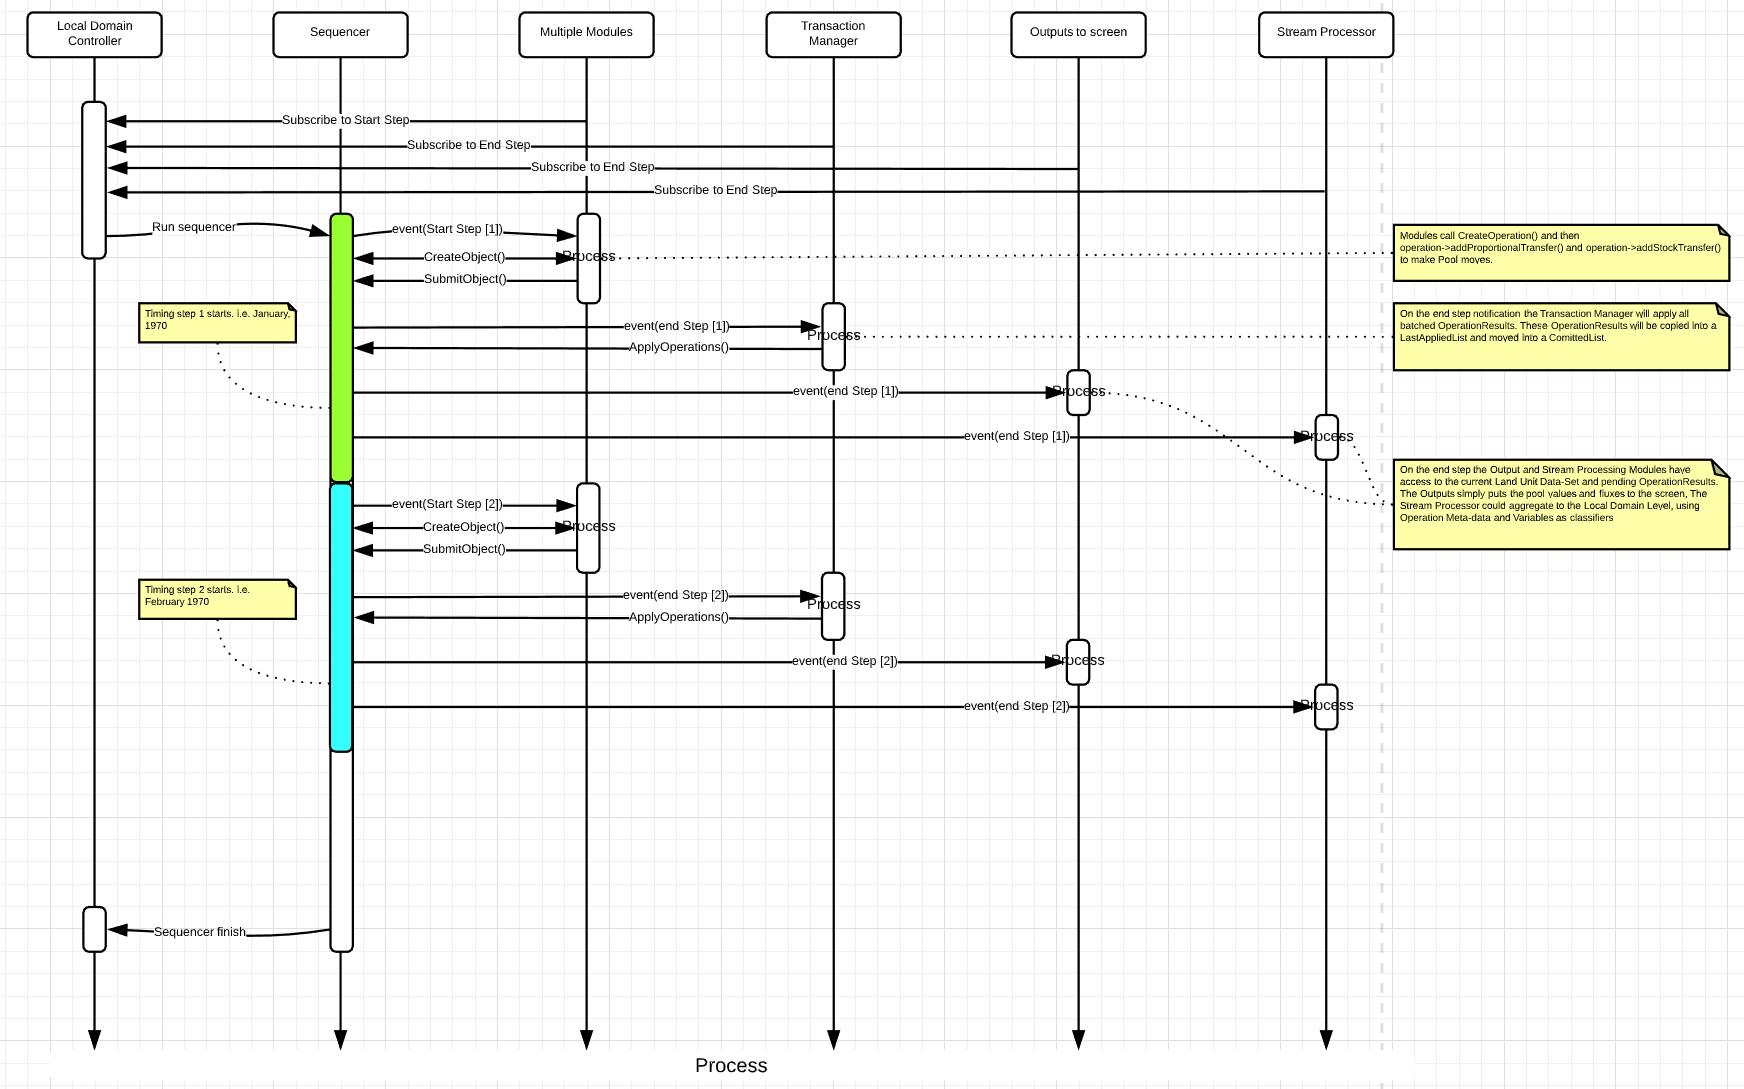 Local Domain
Controller
Sequencer
Multiple Modules
Transaction
Manager
Outputs to screen
Stream Processor
Subscribe to Start Step
Subscribe to End Step
Subscribe to End Step
Subscribe to End Step
Run sequencer
event(Start Step [1])
CreateObject()
Process
SubmitObject()
Modules call CreateOperation() and then
operation->addProportionalTransfer() and operation->addStockTransfer()
to make Pool moves.
Timing step 1 starts. i.e. January,
1970
event(end Step [1])
Process
ApplyOperations()
On the end step notification the Transaction Manager will apply all
batched OperationResults. These OperationResults will be copied into a
LastAppliedList and moved into a ComittedList.
event(end Step [1])
Process
event(end Step [1])
Process
On the end step the Output and Stream Processing Modules have
access to the current Land Unit Data-Set and pending OperationResults.
The Outputs simply puts the pool values and fluxes to the screen, The
Stream Processor could aggregate to the Local Domain Level, using
Operation Meta-data and Variables as classifiers
event(Start Step [2])
CreateObject()
Process
SubmitObject()
Timing step 2 starts. i.e.
February 1970
event(end Step [2])
Process
ApplyOperations()
event(end Step [2])
Process
event(end Step [2])
Process
Sequencer finish
Process